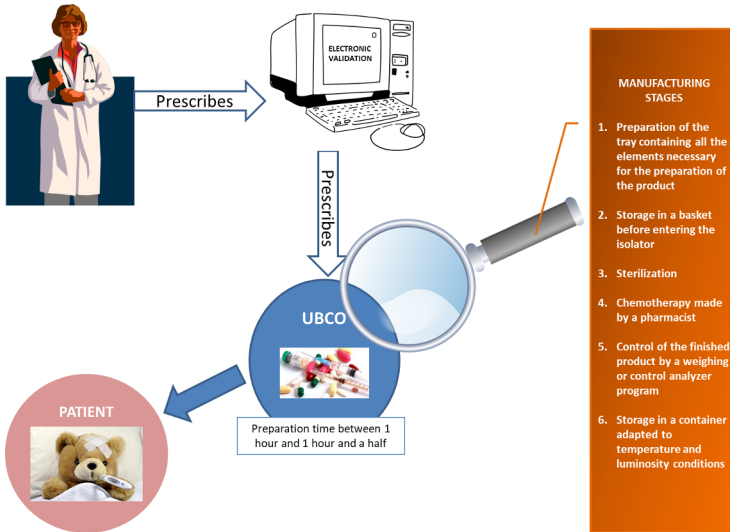 ELECTRONIC
VALIDATION
Prescribes
Prescribes
UBCO
Preparation time between 1
hour and 1 hour and a half
PATIENT
MANUFACTURING
STAGES
1. Preparation of the
tray containing all the
elements necessary
for the preparation of
the product
2. Storage in a basket
before entering the
isolator
3. Sterilization
4. Chemotherapy made
by a pharmacist
5. Control of the finished
product by a weighing
or control analyzer
program
6. Storage in a container
adapted to
temperature and
luminosity conditions